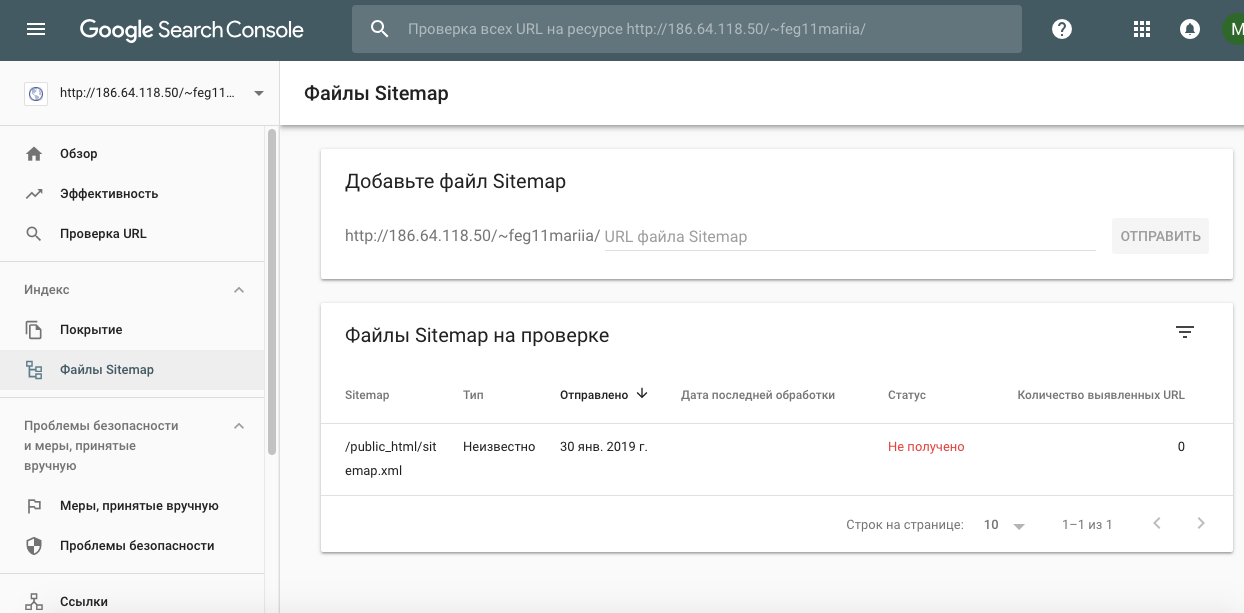 Google Search Console
Проверка всех URL на ресурсе http://186.64.118.50/~feg11mariia/
M
http://186.64.118.50/~feg11...
Обзор
Эффективность
Проверка URL
Индекс
Покрытие
Файлы Sitemap
Проблемы безопасности
и меры, принятые
вручную
Меры, принятые вручную
Проблемы безопасности
Ссылки
Файлы Sitemap
Добавьте файл Sitemap
http://186.64.118.50/~feg11mariia/ URL файла Sitemap
ОТПРАВИТЬ
Файлы Sitemap на проверке
Sitemap Тип Отправлено Дата последней обработки Статус Количество выявленных URL
/public_html/sit Неизвестно 30 янв. 2019 г. Не получено 0
emap.xml
Строк на странице: 10 1–1 из 1